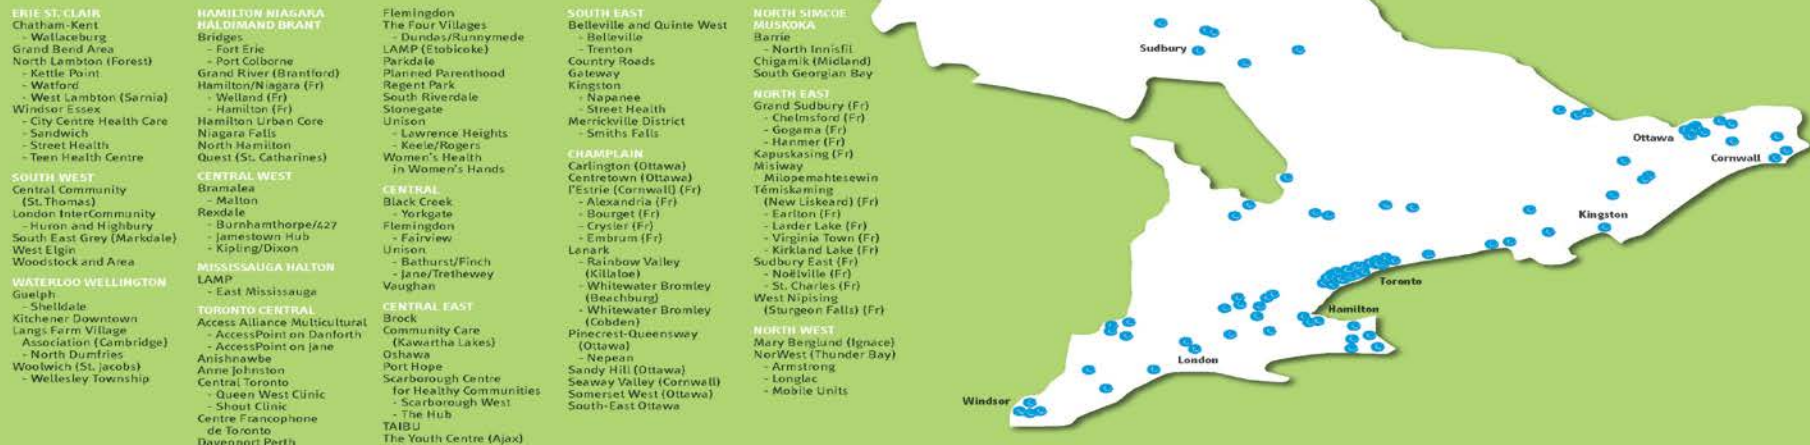 ERIE ST. CLAIR
Chatham-Kent
- Wallaceburg
Grand Bend Area
North Lambton (Forest)
- Kettle Point
- Watford
- West Lambton (Sarnia)
Windsor Essex
- City Centre Health Care
- Sandwich
- Street Health
- Teen Health Centre
SOUTH WEST
Central Community
(St. Thomas)
London InterCommunity
- Huron and Highbury
South East Grey (Markdale)
West Elgin
Woodstock and Area
WATERLOO WELLINGTON
Guelph
- Shelldale
Kitchener Downtown
Langs Farm Village
Association (Cambridge)
- North Dumfries
Woolwich (St. Jacobs)
- Wellesley Township
HAMILTON NIAGARA
HALDIMAND BRANT
Bridges
- Fort Erie
- Port Colborne
Grand River (Brantford)
Hamilton/Niagara (Fr)
- Welland (Fr)
- Hamilton (Fr)
Hamilton Urban Core
Niagara Falls
North Hamilton
Quest (St. Catharines)
CENTRAL WEST
Bramalea
- Malton
Rexdale
- Burnhamthorpe/427
- Jamestown Hub
- Kipling/Dixon
MISSISSAUGA HALTON
LAMP
- East Mississauga
TORONTO CENTRAL
Access Alliance Multicultural
- AccessPoint on Danforth
- AccessPoint on Jane
Anishnawbe
Anne Johnston
Central Toronto
- Queen West Clinic
- Shout Clinic
Centre Francophone
de Toronto
Davenport Perth
Flemingdon
The Four Villages
- Dundas/Runnymede
LAMP (Etobicoke)
Parkdale
Planned Parenthood
Regent Park
South Riverdale
Stonegate
Unison
- Lawrence Heights
- Keele/Rogers
Women's Health
in Women's Hands
CENTRAL
Black Creek
- Yorkgate
Flemingdon
- Fairview
Unison
- Bathurst/Finch
- Jane/Trethewey
Vaughan
CENTRAL EAST
Brock
Community Care
(Kawartha Lakes)
Oshawa
Port Hope
Scarborough Centre
for Healthy Communities
- Scarborough West
- The Hub
TAIBU
The Youth Centre (Ajax)
SOUTH EAST
Belleville and Quinte West
- Belleville
- Trenton
Country Roads
Gateway
Kingston
- Napanee
- Street Health
Merrickville District
- Smiths Falls
CHAMPLAIN
Carlington (Ottawa)
Centretown (Ottawa)
l'Estrie (Cornwall) (Fr)
- Alexandria (Fr)
- Bourget (Fr)
- Crysler (Fr)
- Embrum (Fr)
Lanark
- Rainbow Valley
(Killaloe)
- Whitewater Bromley
(Beachburg)
- Whitewater Bromley
(Cobden)
Pinecrest-Queensway
(Ottawa)
- Nepean
Sandy Hill (Ottawa)
Seaway Valley (Cornwall)
Somerset West (Ottawa)
South-East Ottawa
NORTH SIMCOE
MUSKOKA
Barrie
- North Innisfil
Chigamik (Midland)
South Georgian Bay
NORTH EAST
Grand Sudbury (Fr)
- Chelmsford (Fr)
- Gogama (Fr)
- Hanmer (Fr)
Kapuskasing (Fr)
Misiway
Milopemahtesewin
Témiskaming
(New Liskeard) (Fr)
- Earlton (Fr)
- Larder Lake (Fr)
- Virginia Town (Fr)
- Kirkland Lake (Fr)
Sudbury East (Fr)
- Noëlville (Fr)
- St. Charles (Fr)
West Nipising
(Sturgeon Falls) (Fr)
NORTH WEST
Mary Berglund (Ignace)
NorWest (Thunder Bay)
- Armstrong
- Longlac
- Mobile Units
Sudbury
Ottawa
Cornwall
Kingston
Toronto
Hamilton
London
Windsor